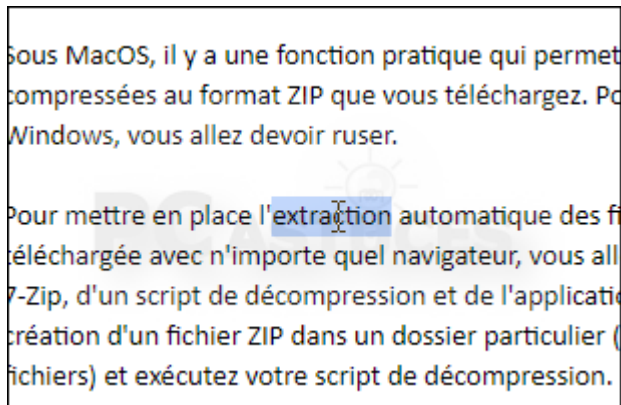 Sous MacOS, il y a une fonction pratique qui permet
compressées au format ZIP que vous téléchargez. Po
Windows, vous allez devoir ruser.
Pour mettre en place l'extraction automatique des fi
téléchargée avec n'importe quel navigateur, vous all
7-Zip, d'un script de décompression et de l'applicatio
création d'un fichier ZIP dans un dossier particulier (
fichiers) et exécutez votre script de décompression.
PC ASTUCES